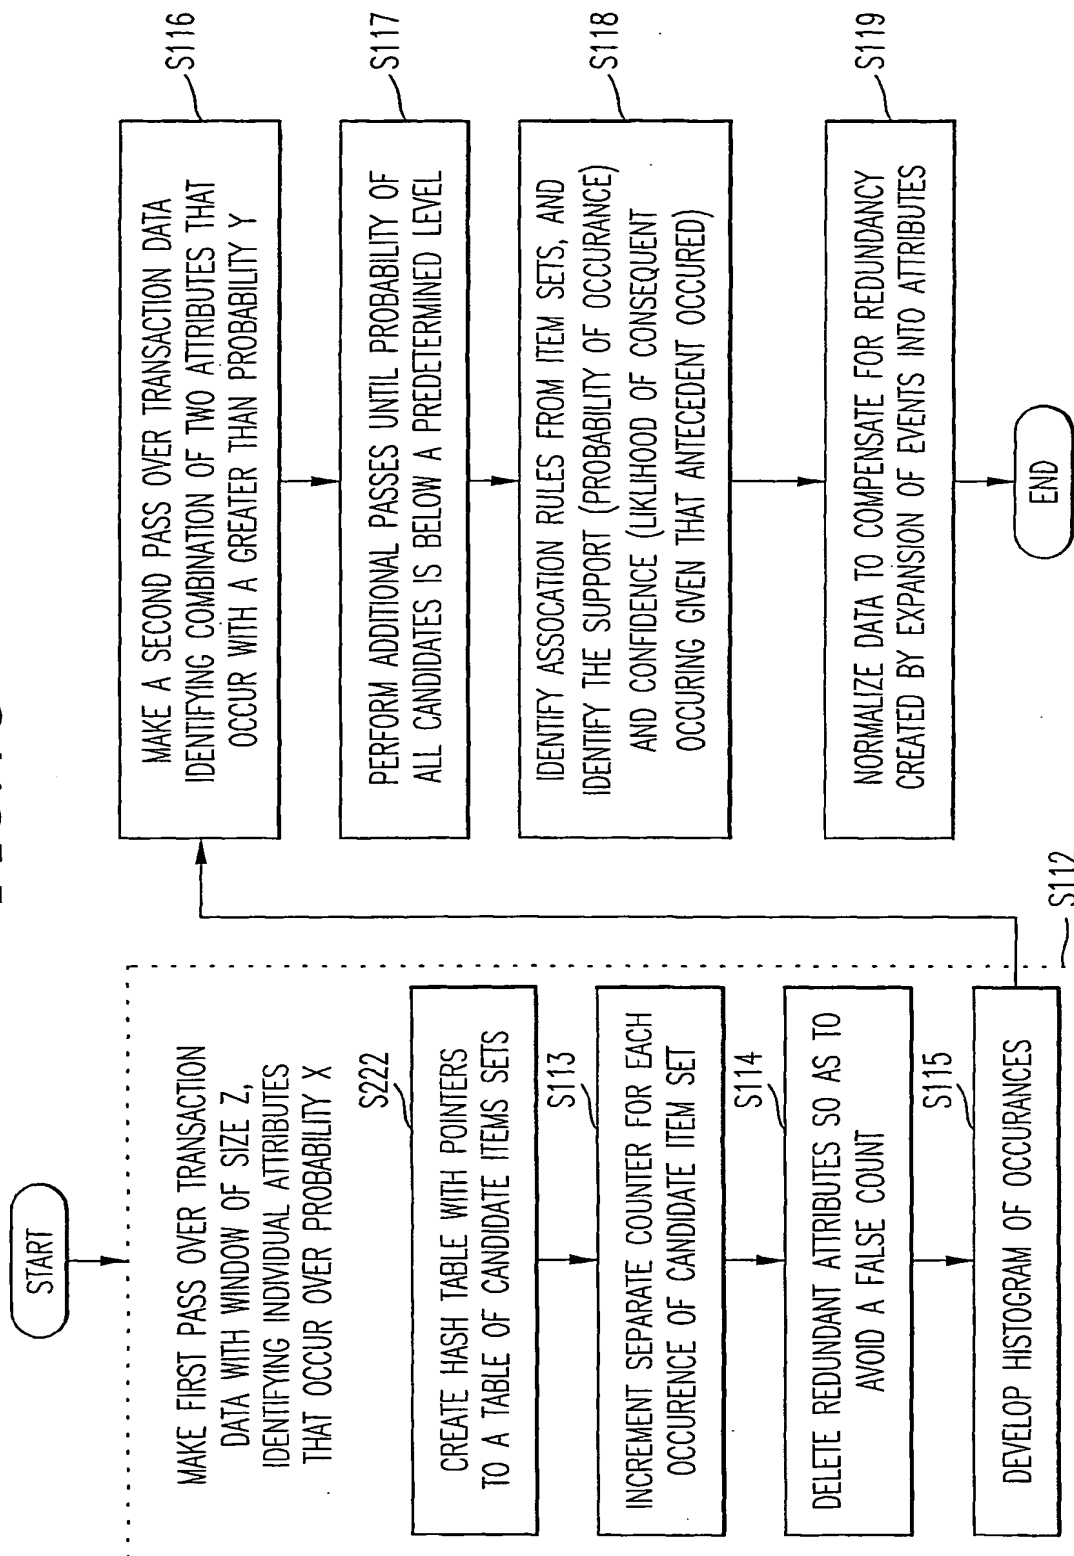 START
MAKE FIRST PASS OVER TRANSACTION
DATA WITH WINDOW OF SIZE Z,
IDENTIFYING INDIVIDUAL ATTRIBUTES
THAT OCCUR OVER PROBABILITY X
S222
CREATE HASH TABLE WITH POINTERS
TO A TABLE OF CANDIDATE ITEMS SETS
S113
INCREMENT SEPARATE COUNTER FOR EACH
OCCURENCE OF CANDIDATE ITEM SET
S114
DELETE REDUNDANT ATTRIBUTES SO AS TO
AVOID A FALSE COUNT
S115
DEVELOP HISTOGRAM OF OCCURANCES
S112
MAKE A SECOND PASS OVER TRANSACTION DATA
IDENTIFYING COMBINATION OF TWO ATTRIBUTES THAT
OCCUR WITH A GREATER THAN PROBABILITY Y
S116
PERFORM ADDITIONAL PASSES UNTIL PROBABILITY OF
ALL CANDIDATES IS BELOW A PREDETERMINED LEVEL
S117
IDENTIFY ASSOCATION RULES FROM ITEM SETS, AND
IDENTIFY THE SUPPORT (PROBABILITY OF OCCURANCE)
AND CONFIDENCE (LIKLIHOOD OF CONSEQUENT
OCCURING GIVEN THAT ANTECEDENT OCCURED)
S118
NORMALIZE DATA TO COMPENSATE FOR REDUNDANCY
CREATED BY EXPANSION OF EVENTS INTO ATTRIBUTES
S119
END